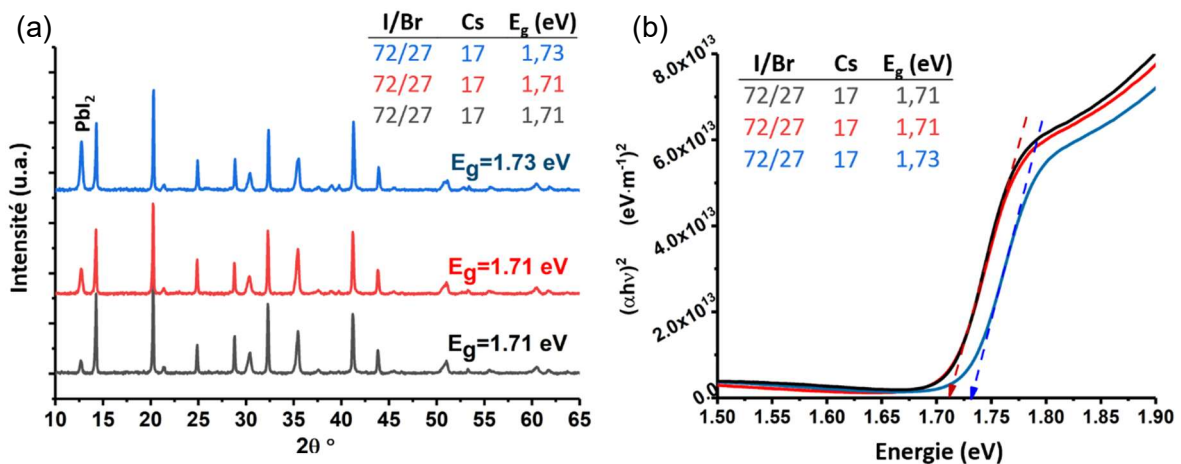 (a)
I/Br Cs Eg (eV)
72/27 17 1,73
72/27 17 1,71
72/27 17 1,71
PbI2
Eg=1.73 eV
Eg=1.71 eV
Eg=1.71 eV
Intensité (u.a.)
10 15 20 25 30 35 40 45 50 55 60 65
2θ °
(b)
I/Br Cs Eg (eV)
72/27 17 1,71
72/27 17 1,71
72/27 17 1,73
8.0x10^13
6.0x10^13
4.0x10^13
2.0x10^13
0.0
(αhν)² (eV·m⁻¹)²
1.50 1.55 1.60 1.65 1.70 1.75 1.80 1.85 1.90
Energie (eV)